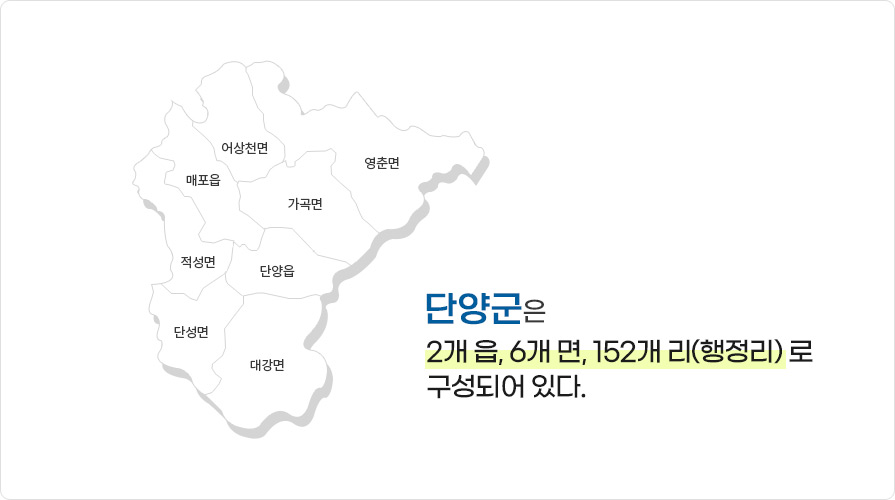 어상천면
영춘면
매포읍
가곡면
적성면
단양읍
단성면
대강면
단양군은
2개 읍, 6개 면, 152개 리(행정리) 로
구성되어 있다.